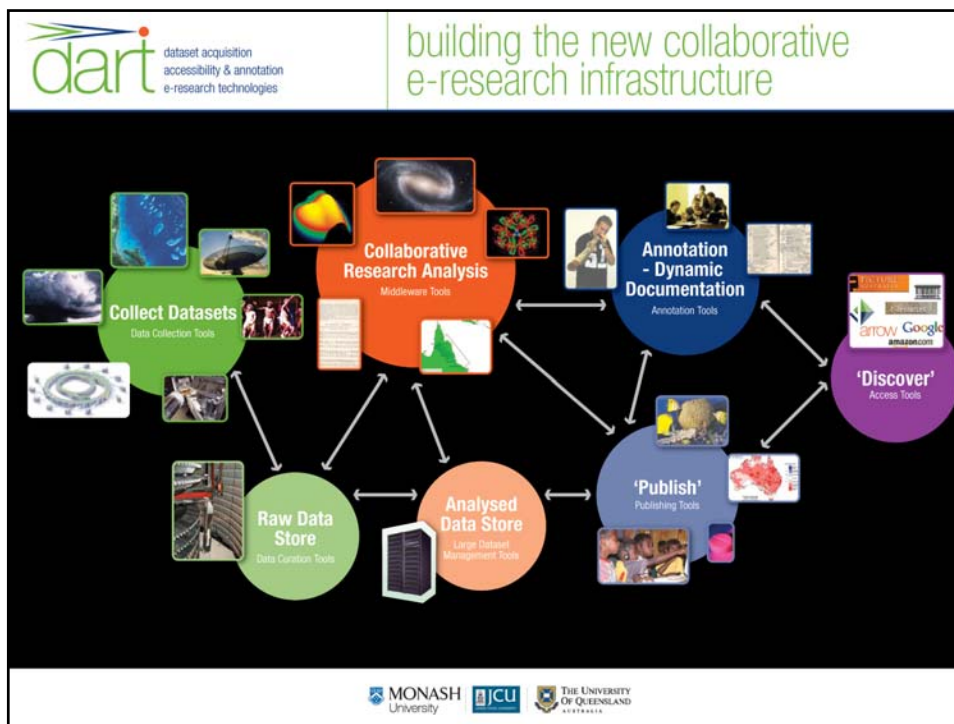 dart
dataset acquisition
accessibility & annotation
e-research technologies
building the new collaborative
e-research infrastructure
Collect Datasets
Data Collection Tools
Collaborative
Research Analysis
Middleware Tools
Annotation
- Dynamic
Documentation
Annotation Tools
arrow
Google
amazon.com
'Discover'
Access Tools
Raw Data
Store
Data Curation Tools
Analysed
Data Store
Large Dataset
Management Tools
'Publish'
Publishing Tools
MONASH
University
JCU
THE UNIVERSITY
OF QUEENSLAND
AUSTRALIA